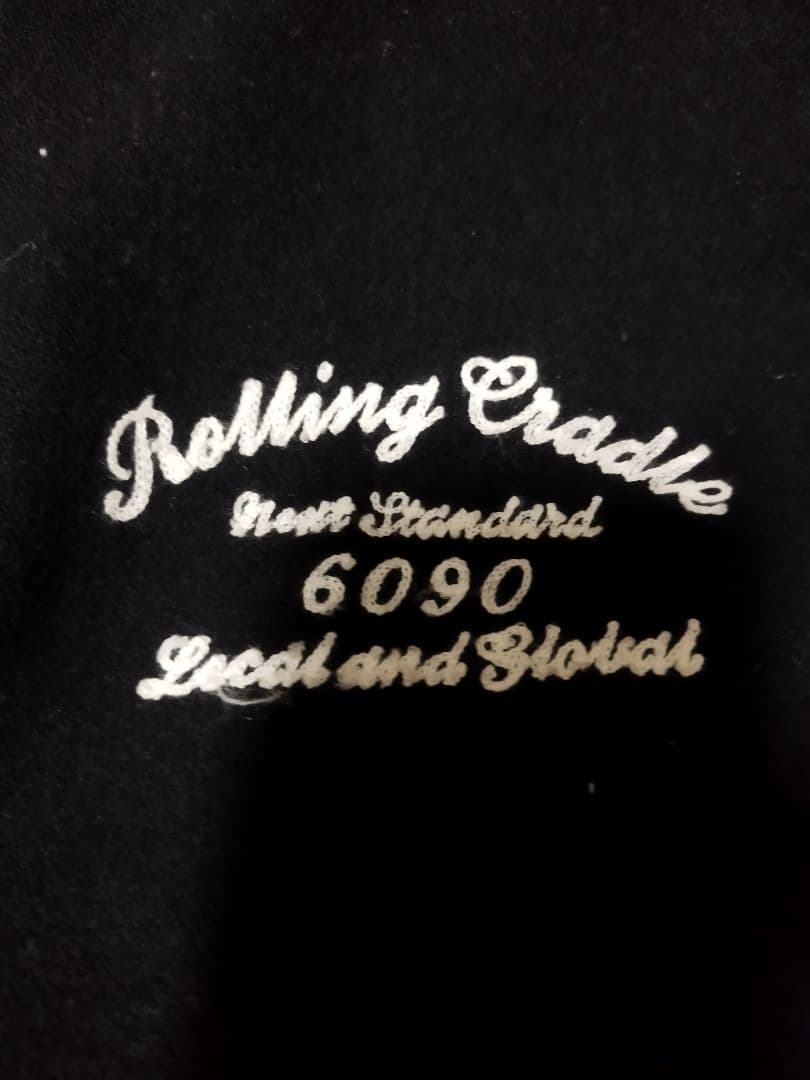 Rolling Cradle
Next Standard
6090
Local and Global